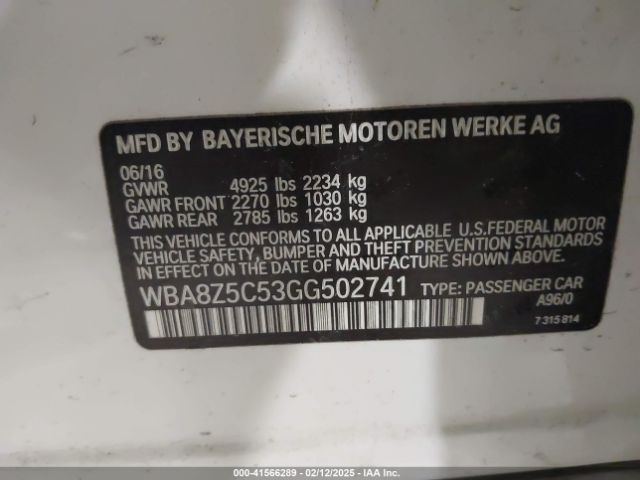 MFD BY BAYERISCHE MOTOREN WERKE AG
06/16
GVWR 4925 lbs 2234 kg
GAWR FRONT 2270 lbs 1030 kg
GAWR REAR 2785 lbs 1263 kg
THIS VEHICLE CONFORMS TO ALL APPLICABLE U.S.FEDERAL MOTOR
VEHICLE SAFETY, BUMPER AND THEFT PREVENTION STANDARDS
IN EFFECT ON THE DATE OF MANUFACTURE SHOWN ABOVE.
WBA8Z5C53GG502741 TYPE: PASSENGER CAR
A96/0
7 315 814
000-41566289 - 02/12/2025 - IAA Inc.